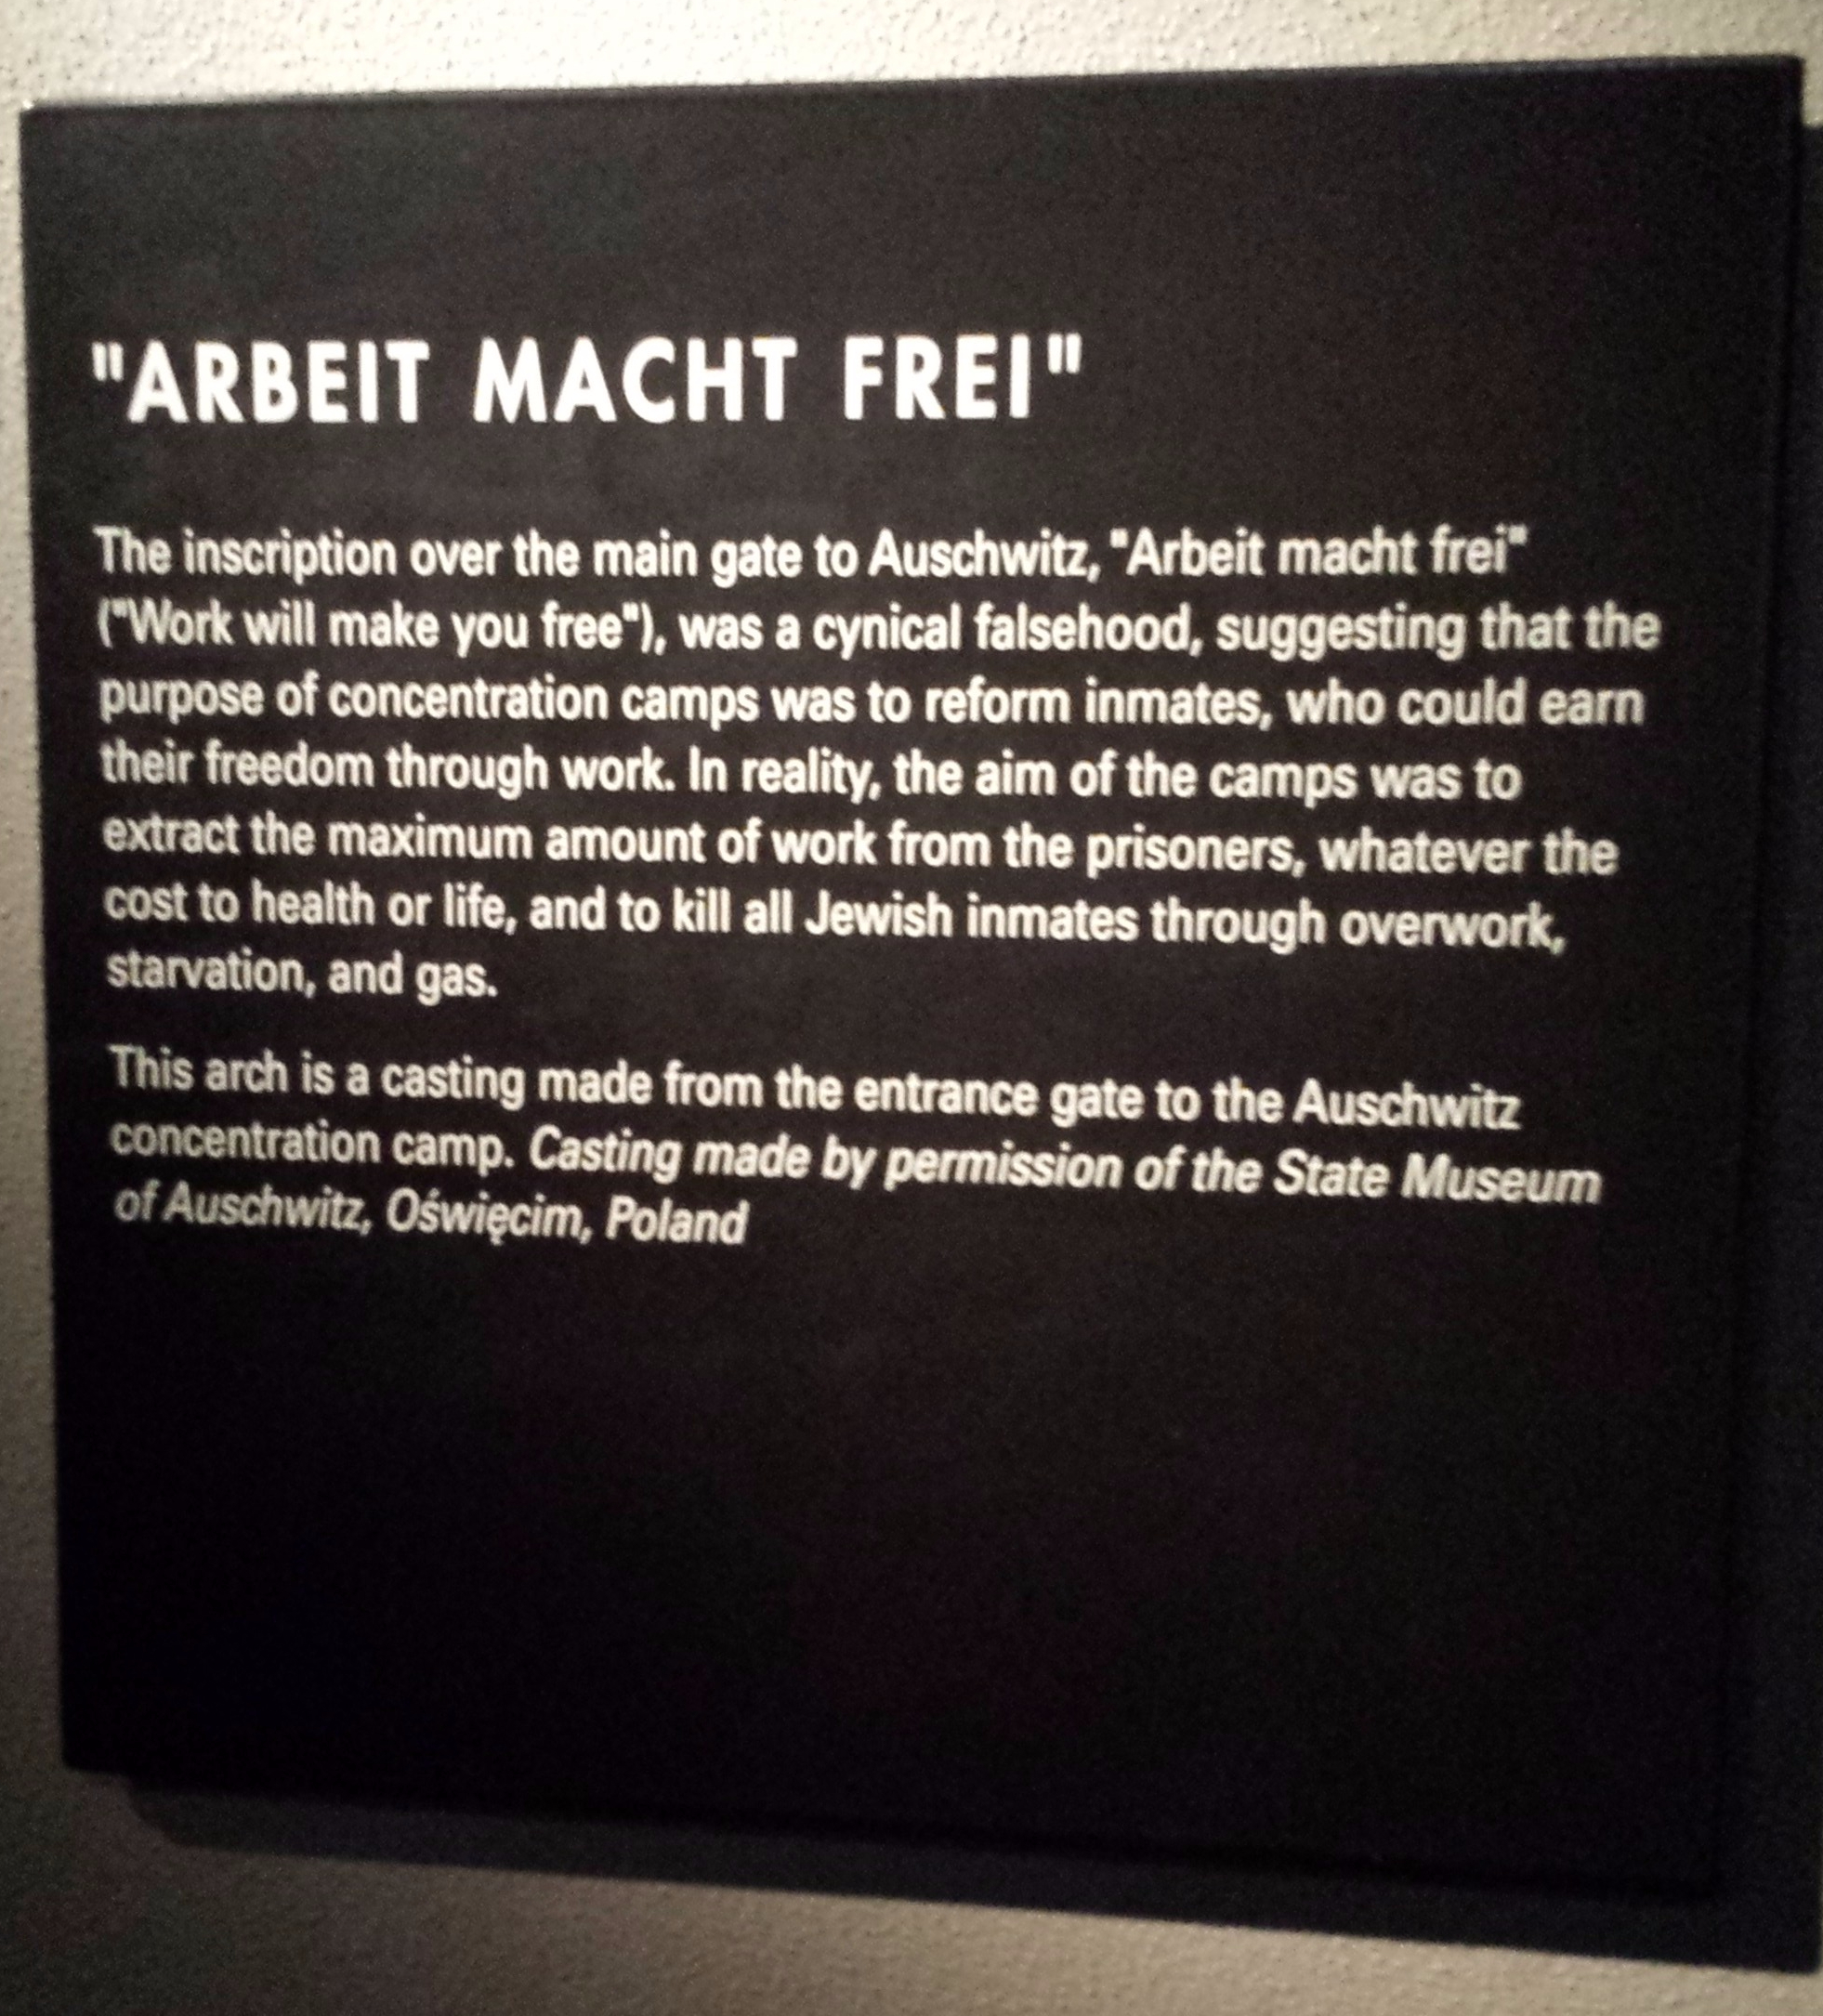 "ARBEIT MACHT FREI"
The inscription over the main gate to Auschwitz, "Arbeit macht frei"
("Work will make you free"), was a cynical falsehood, suggesting that the
purpose of concentration camps was to reform inmates, who could earn
their freedom through work. In reality, the aim of the camps was to
extract the maximum amount of work from the prisoners, whatever the
cost to health or life, and to kill all Jewish inmates through overwork,
starvation, and gas.
This arch is a casting made from the entrance gate to the Auschwitz
concentration camp. Casting made by permission of the State Museum
of Auschwitz, Oświęcim, Poland